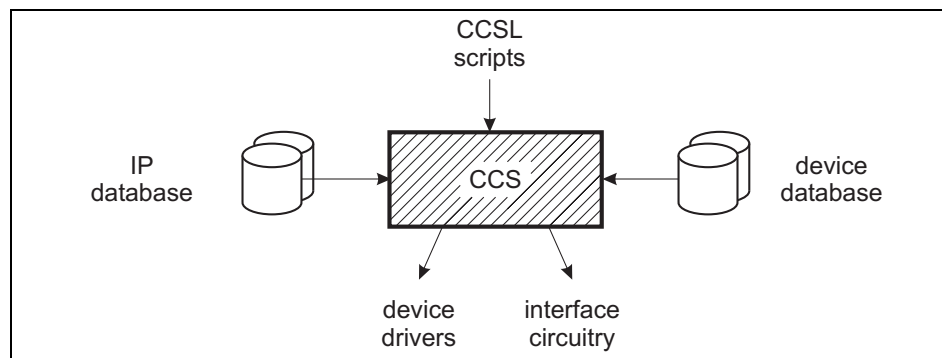 CCSL
scripts
IP
database
CCS
device
database
device
drivers
interface
circuitry